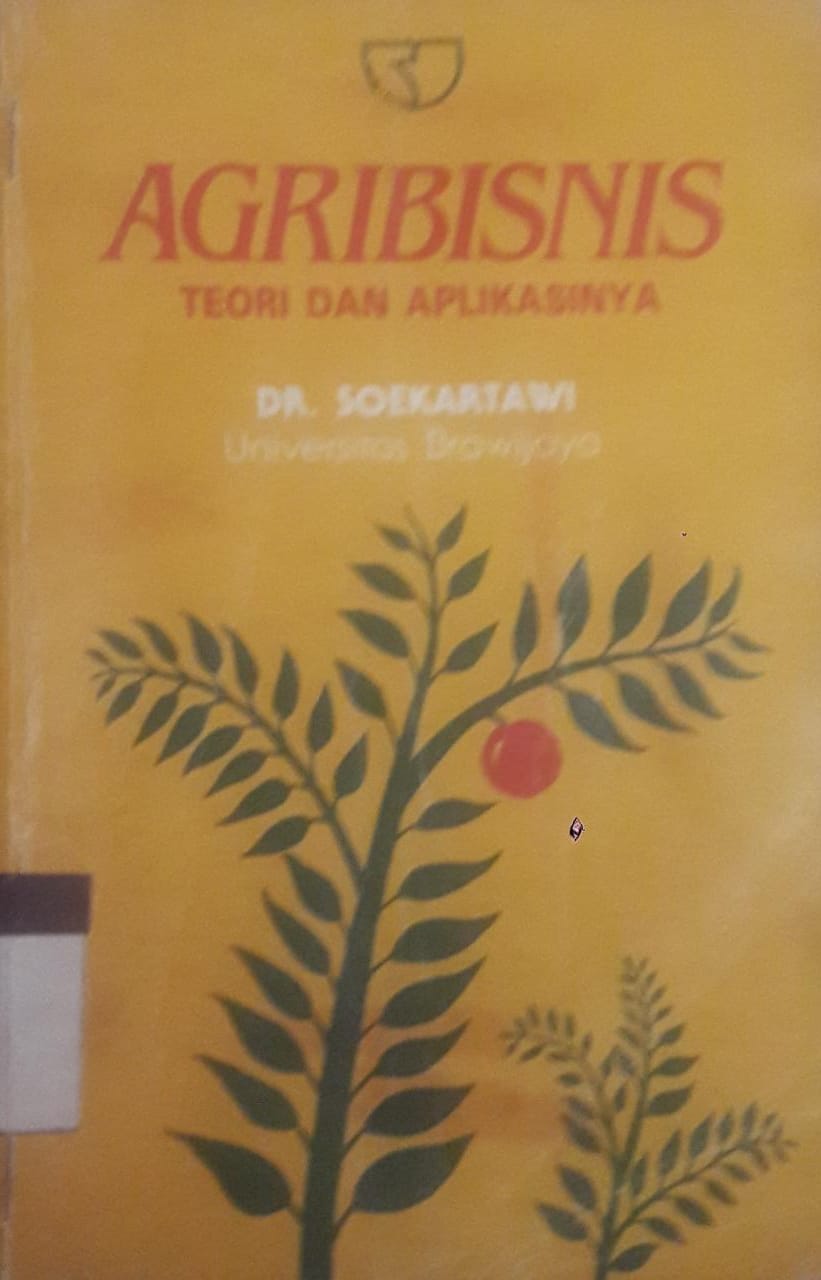 AGRIBISNIS
TEORI DAN APLIKASINYA
DR. SOEKARTAWI
Universitas Brawijaya